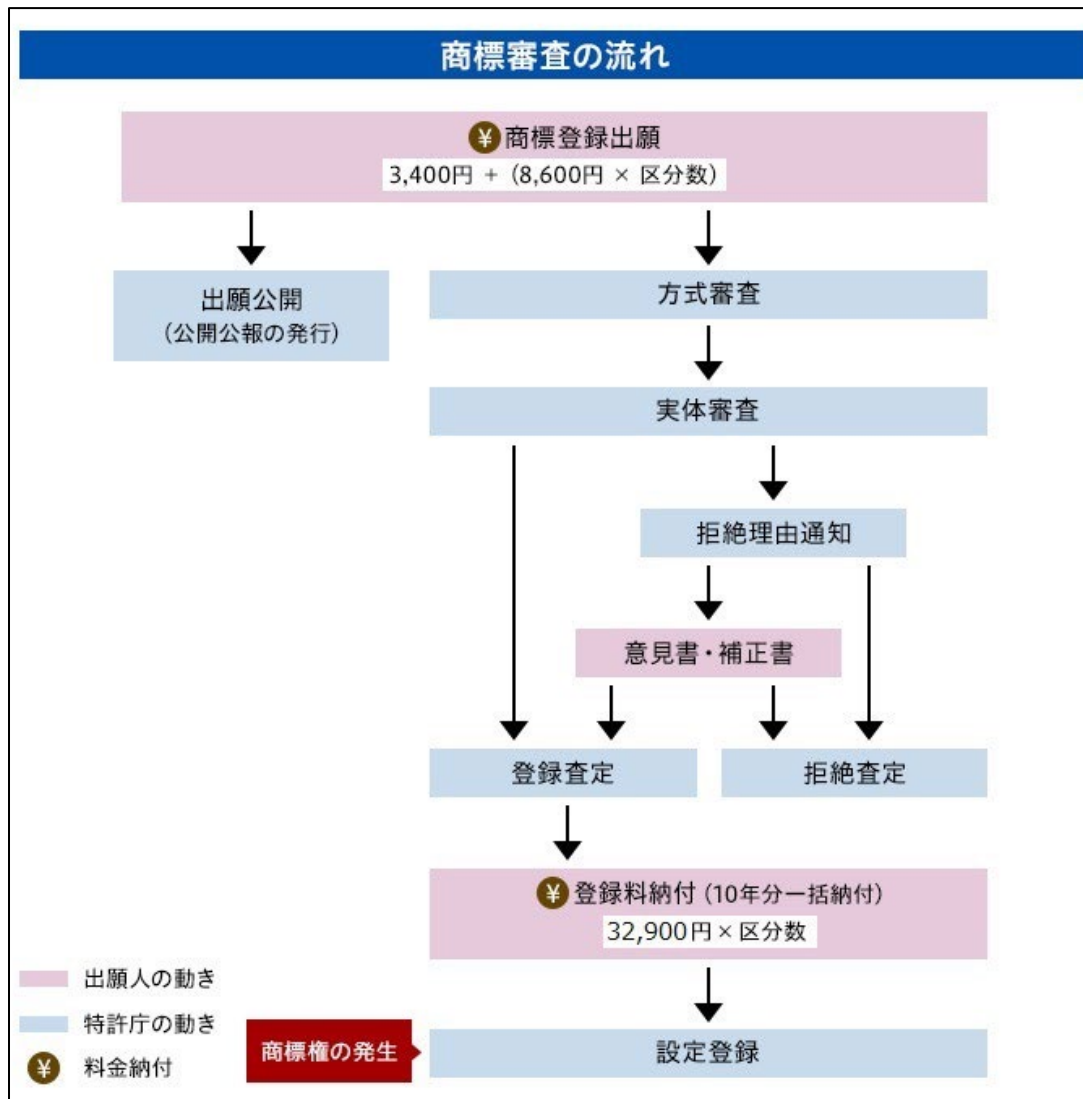 商標審査の流れ
¥ 商標登録出願
3,400円 + (8,600円 × 区分数)
出願公開
(公開公報の発行)
方式審査
実体審査
拒絶理由通知
意見書・補正書
登録査定
拒絶査定
¥ 登録料納付 (10年分一括納付)
32,900円 × 区分数
出願人の動き
特許庁の動き
¥ 料金納付
商標権の発生
設定登録